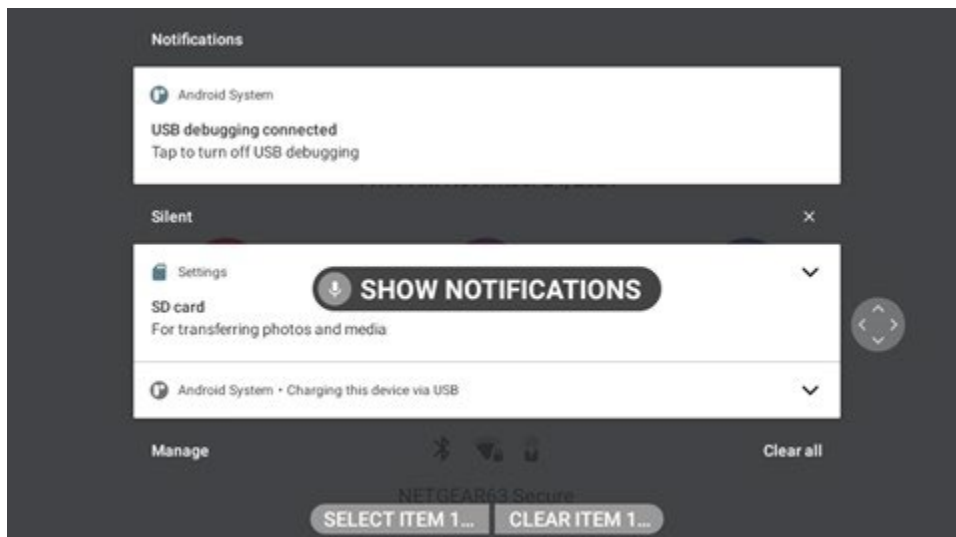 Notifications
Android System
USB debugging connected
Tap to turn off USB debugging
Silent
Settings
SHOW NOTIFICATIONS
SD card
For transferring photos and media
Android System • Charging this device via USB
Manage
Clear all
NETGEAR63 Secure
SELECT ITEM 1...
CLEAR ITEM 1...